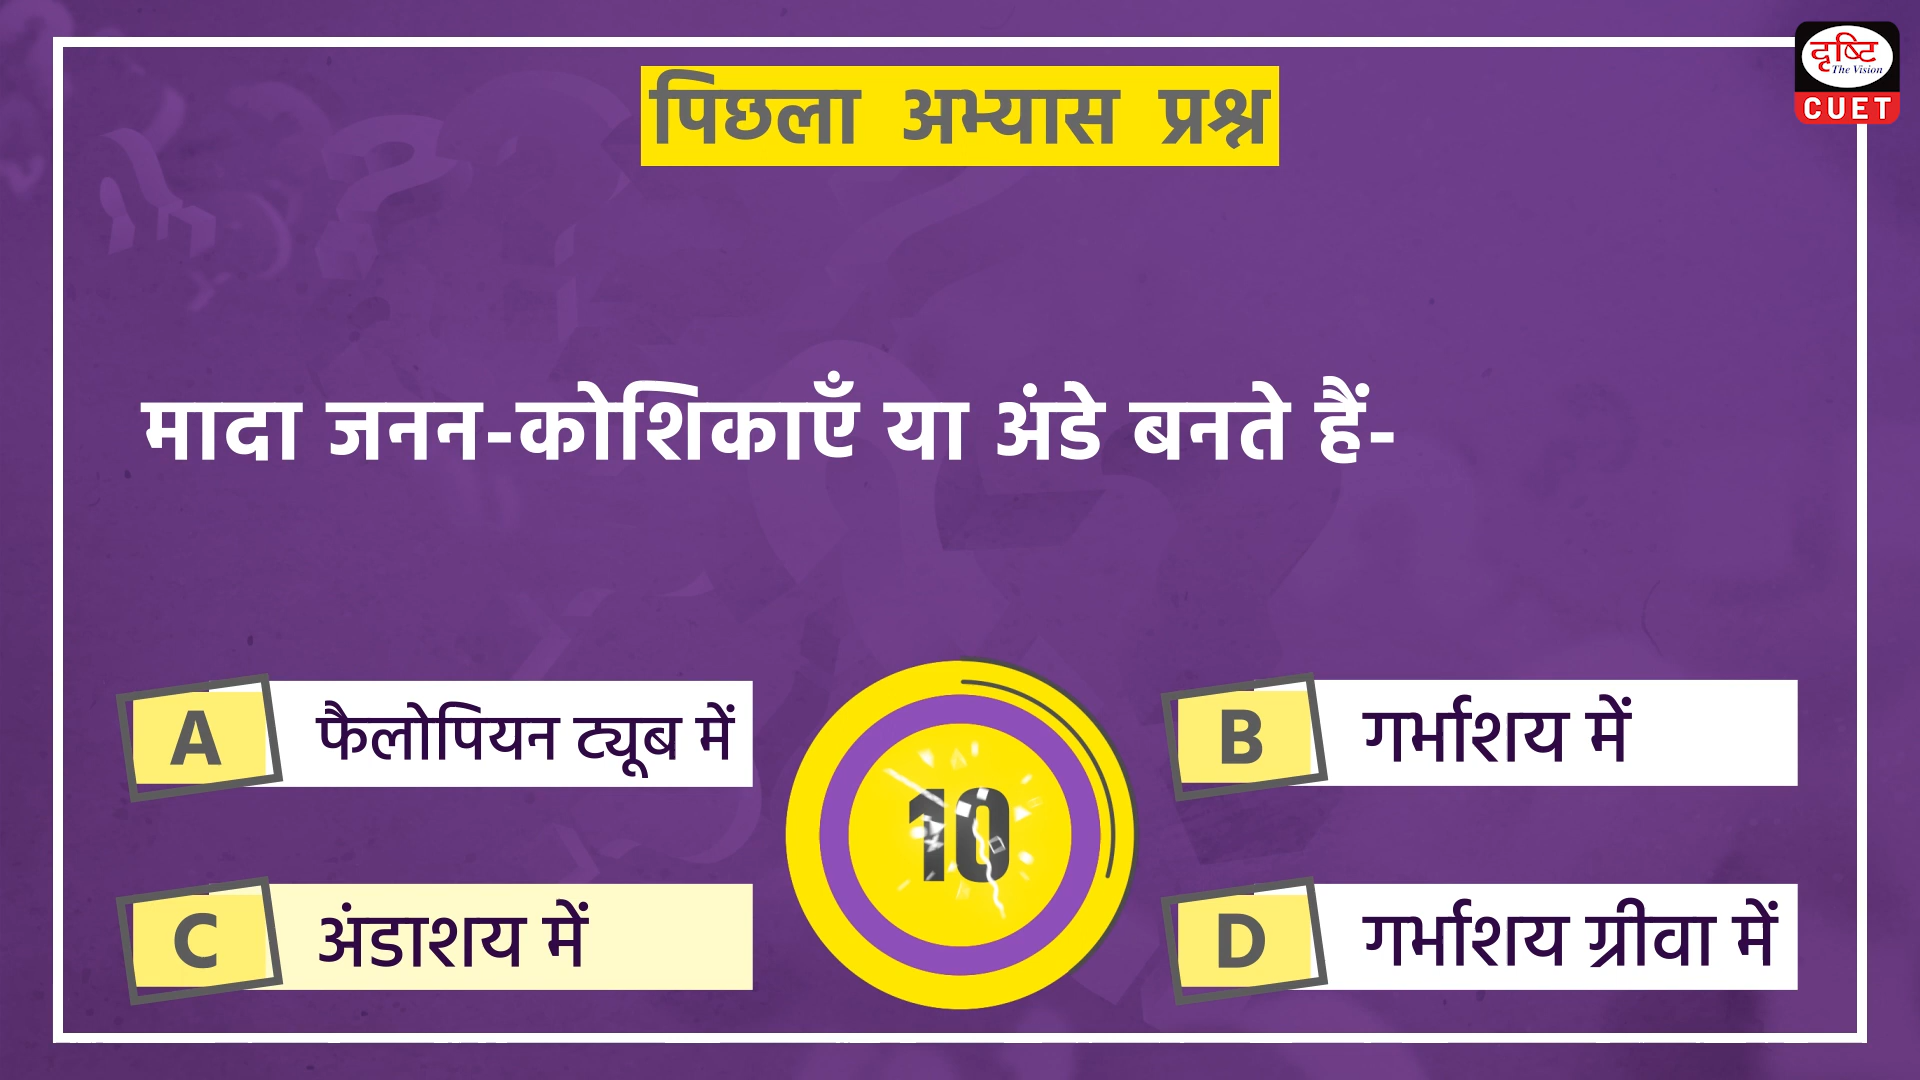 दृष्टि
The Vision
CUET
पिछला अभ्यास प्रश्न
मादा जनन-कोशिकाएँ या अंडे बनते हैं-
A फैलोपियन ट्यूब में
B गर्भाशय में
10
C अंडाशय में
D गर्भाशय ग्रीवा में